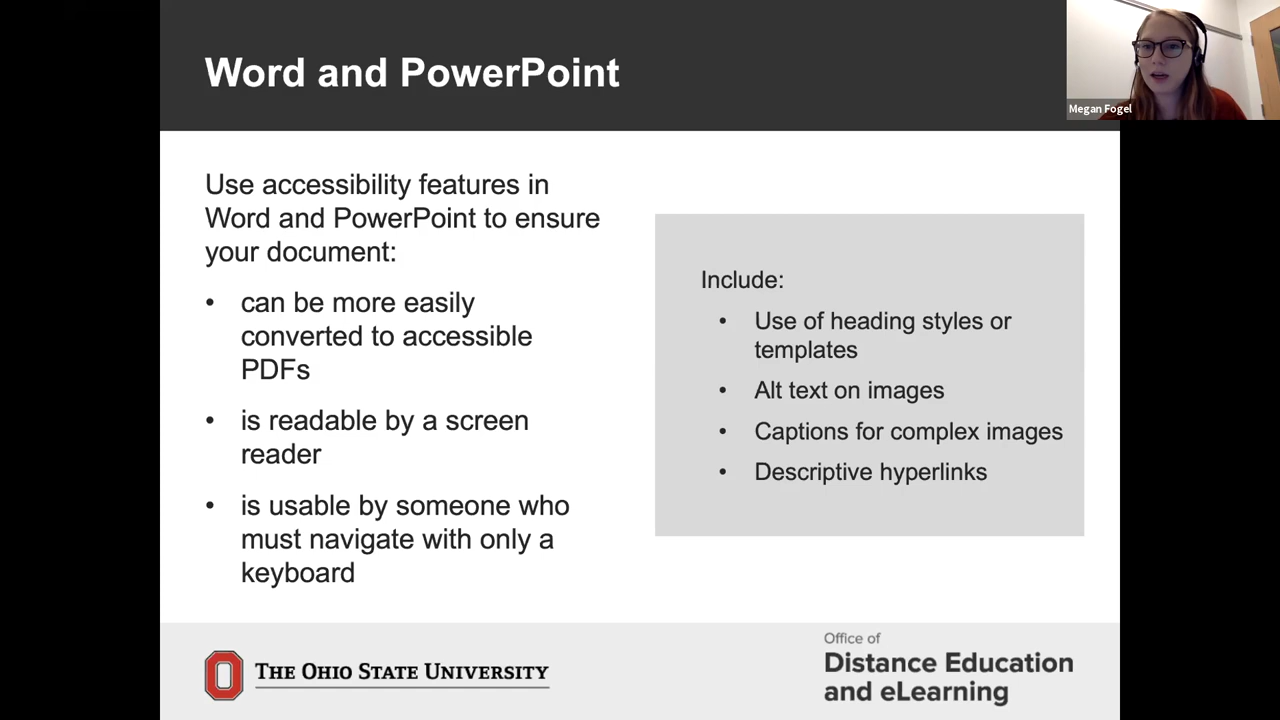 Word and PowerPoint
Megan Fogel
Use accessibility features in
Word and PowerPoint to ensure
your document:
• can be more easily
converted to accessible
PDFs
• is readable by a screen
reader
• is usable by someone who
must navigate with only a
keyboard
Include:
• Use of heading styles or
templates
• Alt text on images
• Captions for complex images
• Descriptive hyperlinks
THE OHIO STATE UNIVERSITY
Office of
Distance Education
and eLearning